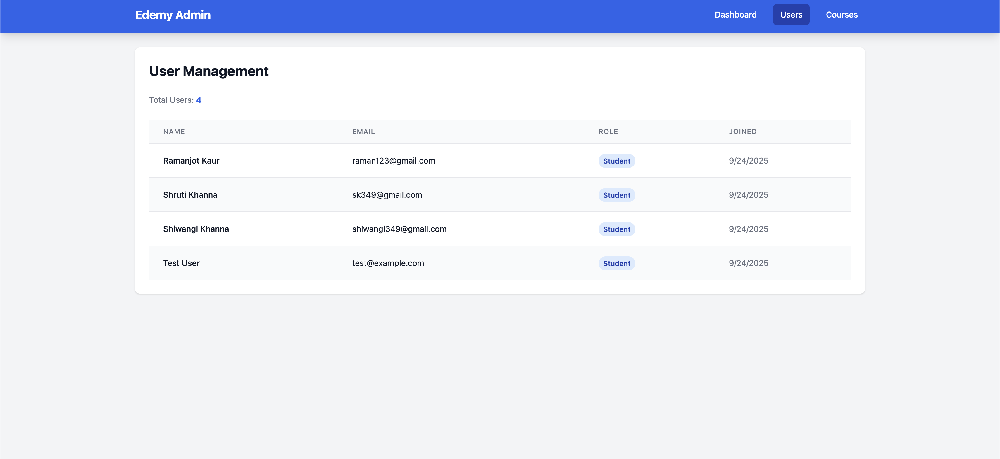 Edemy Admin Dashboard Users Courses
User Management
Total Users: 4
NAME EMAIL ROLE JOINED
Ramanjot Kaur raman123@gmail.com Student 9/24/2025
Shruti Khanna sk349@gmail.com Student 9/24/2025
Shiwangi Khanna shiwangi349@gmail.com Student 9/24/2025
Test User test@example.com Student 9/24/2025